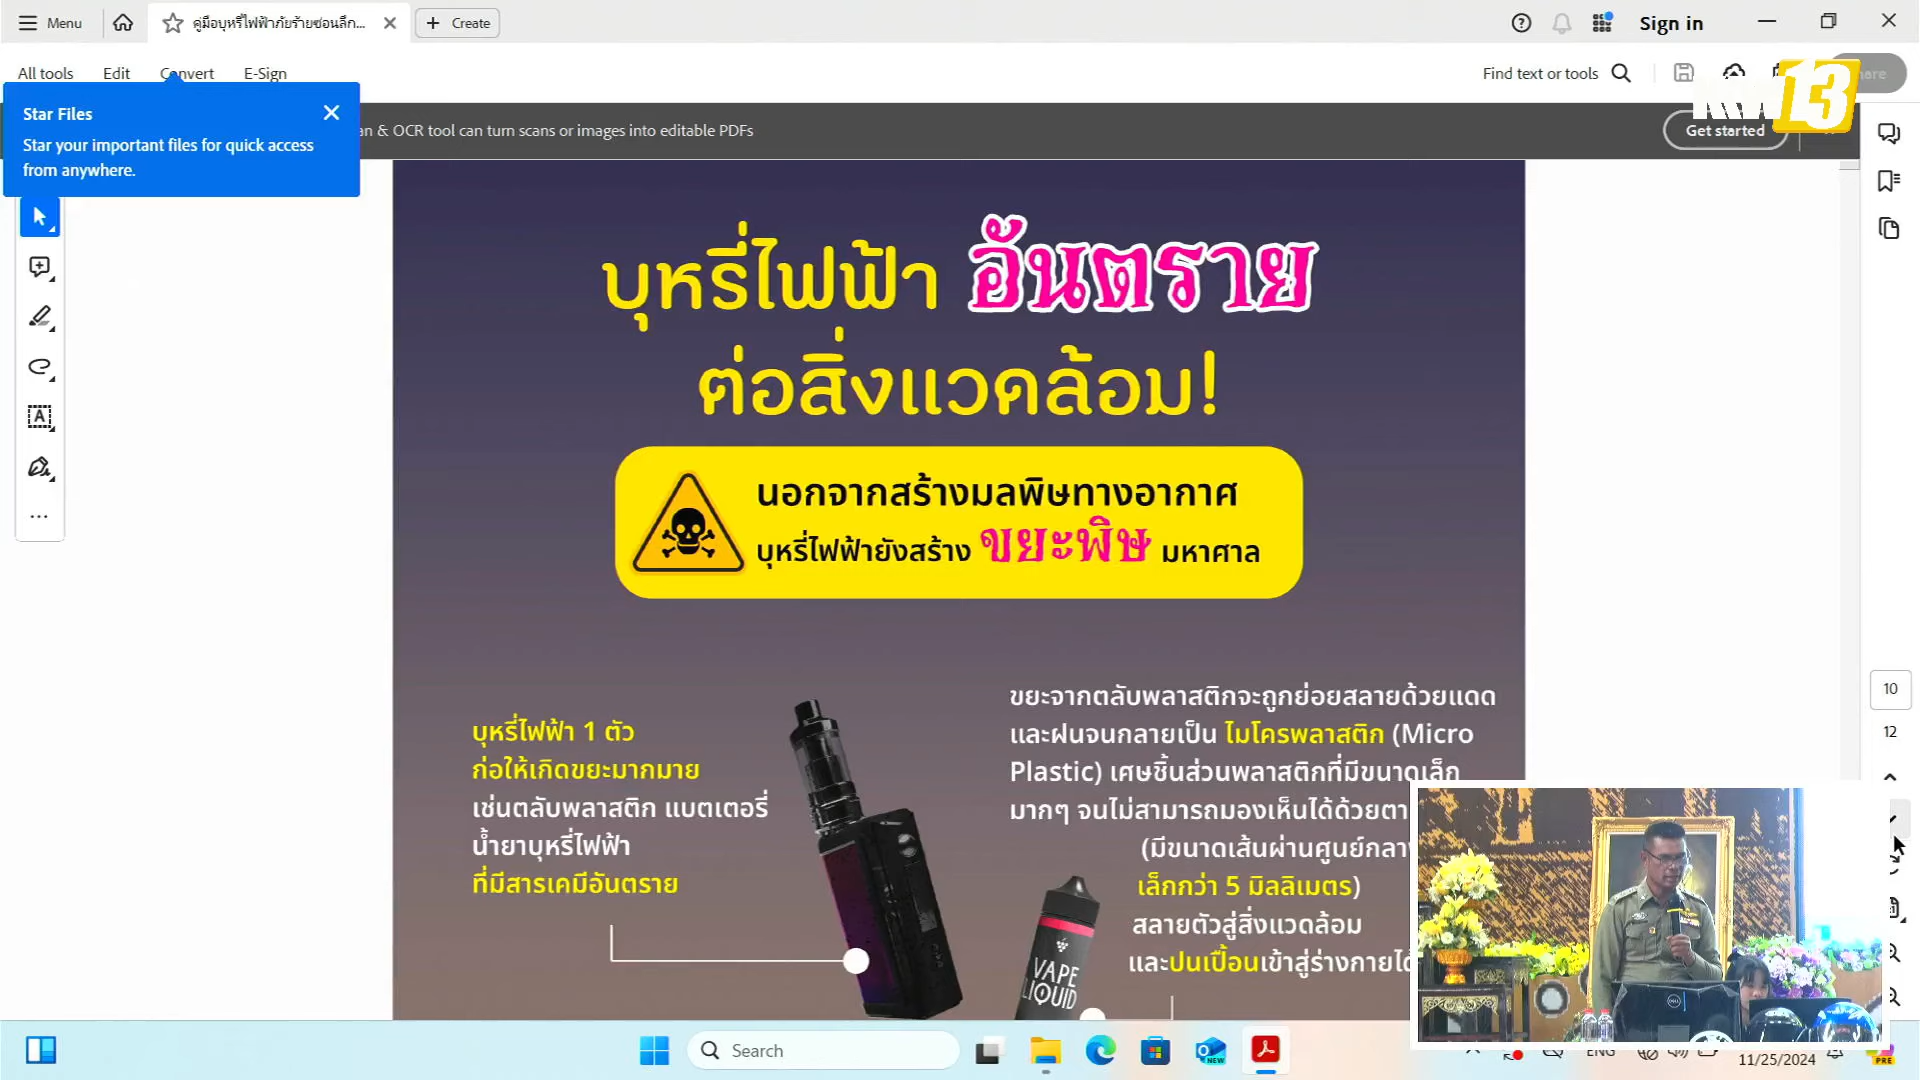 Menu
คู่มือบุหรี่ไฟฟ้าภัยร้ายซ่อนลึก...
Create
Sign in
All tools
Edit
Convert
E-Sign
Find text or tools
13
Star Files
Star your important files for quick access
from anywhere.
an & OCR tool can turn scans or images into editable PDFs
Get started
บุหรี่ไฟฟ้า อันตราย
ต่อสิ่งแวดล้อม!
นอกจากสร้างมลพิษทางอากาศ
บุหรี่ไฟฟ้ายังสร้าง ขยะพิษ มหาศาล
บุหรี่ไฟฟ้า 1 ตัว
ก่อให้เกิดขยะมากมาย
เช่นตลับพลาสติก แบตเตอรี่
น้ำยาบุหรี่ไฟฟ้า
ที่มีสารเคมีอันตราย
ขยะจากตลับพลาสติกจะถูกย่อยสลายด้วยแดด
และฝนจนกลายเป็น ไมโครพลาสติก (Micro
Plastic) เศษชิ้นส่วนพลาสติกที่มีขนาดเล็ก
มากๆ จนไม่สามารถมองเห็นได้ด้วยตา
(มีขนาดเส้นผ่านศูนย์กลาง
เล็กกว่า 5 มิลลิเมตร)
สลายตัวสู่สิ่งแวดล้อม
และปนเปื้อนเข้าสู่ร่างกายได้
VAPE
LIQUID
10
12
Search
NEW
ENG
11/25/2024
PRE